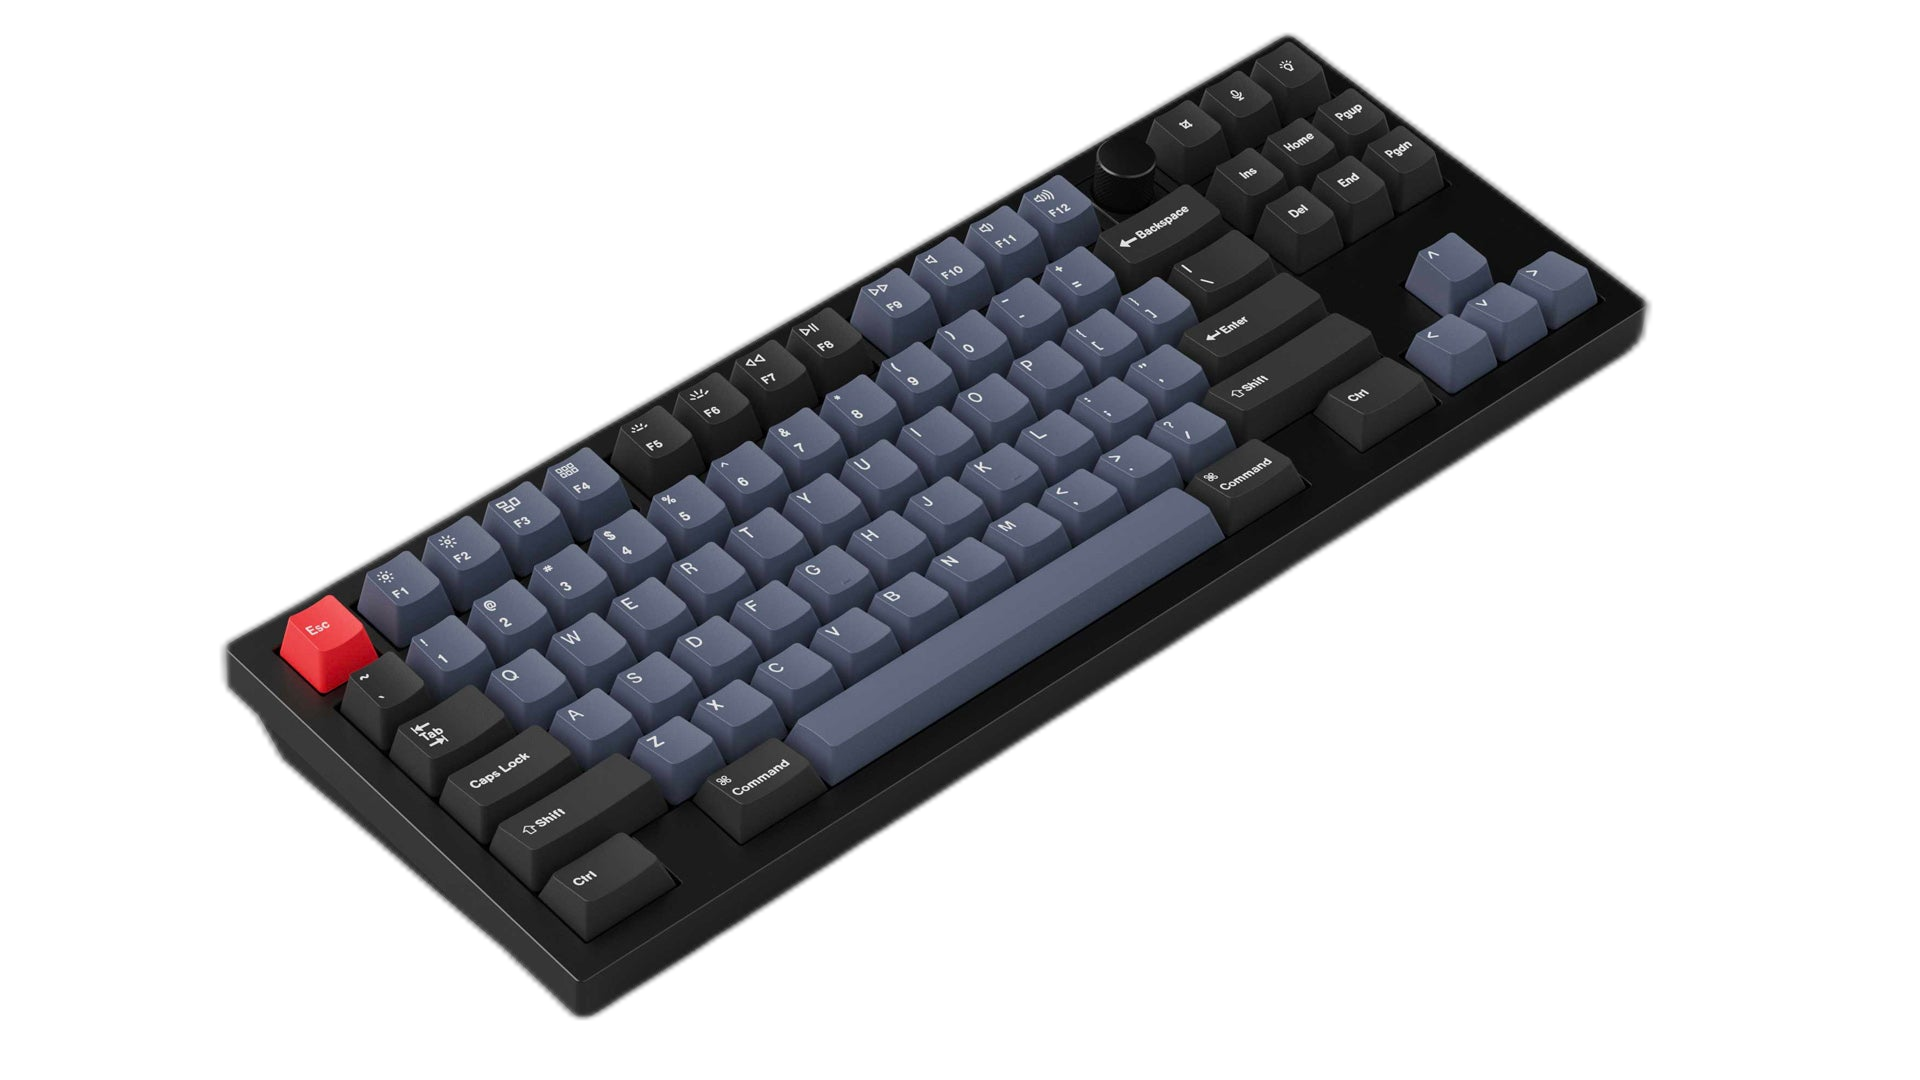 Esc F1 F2 F3 F4 F5 F6 F7 F8 F9 F10 F11 F12
~ ! @ # $ % ^ & * ( ) - +
, 1 2 3 4 5 6 7 8 9 0 - =
Tab Q W E R T Y U I O P { [ } ] | \
Caps Lock A S D F G H J K L : ; " ' Enter
Shift Z X C V B N M < , > . ? / Shift
Ctrl ⌘ Command ⌘ Command Ctrl
Backspace
Ins Home Pgup
Del End Pgdn
^
< v >